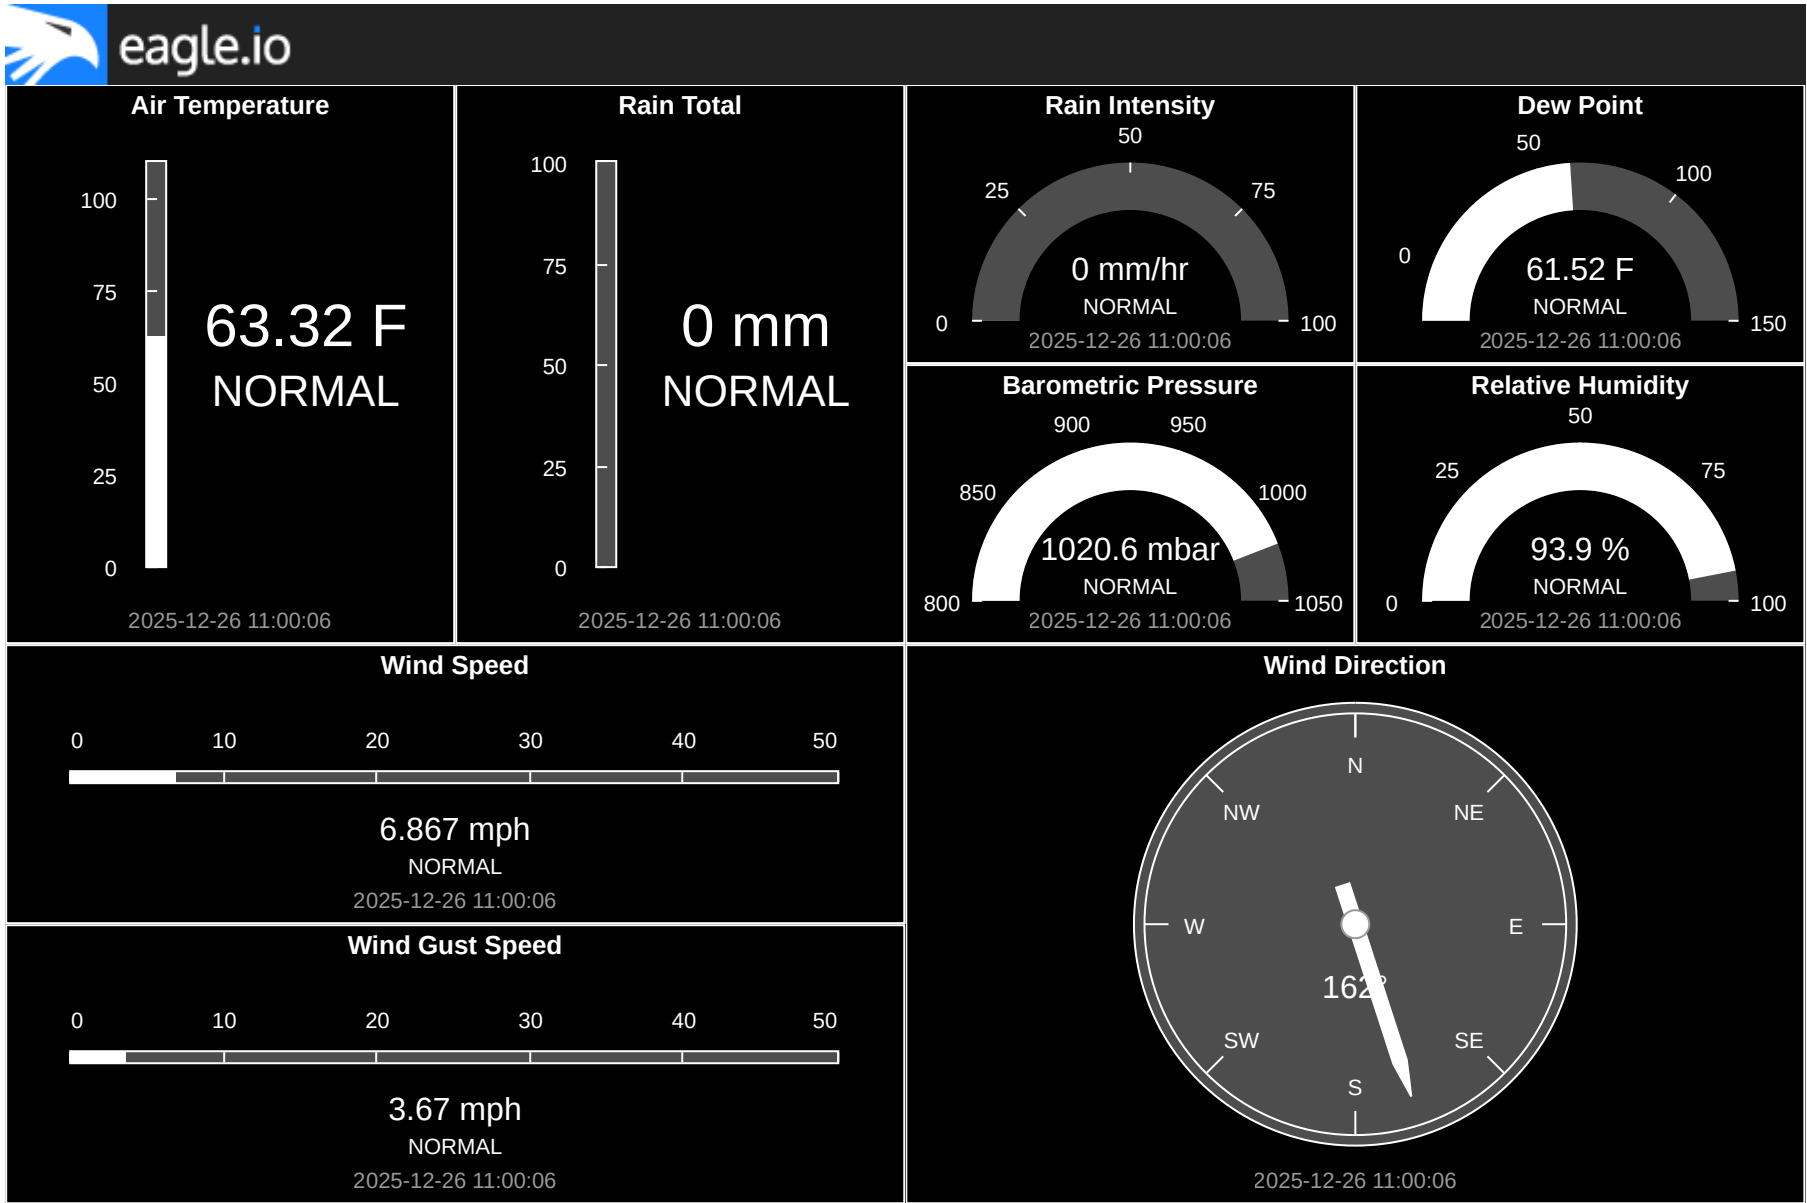 eagle.io
Air Temperature
100
75
50
25
0
63.32 F
NORMAL
2025-12-26 11:00:06
Rain Total
100
75
50
25
0
0 mm
NORMAL
2025-12-26 11:00:06
Rain Intensity
0
25
50
75
100
0 mm/hr
NORMAL
2025-12-26 11:00:06
Dew Point
0
50
100
150
61.52 F
NORMAL
2025-12-26 11:00:06
Barometric Pressure
800
850
900
950
1000
1050
1020.6 mbar
NORMAL
2025-12-26 11:00:06
Relative Humidity
0
25
50
75
100
93.9 %
NORMAL
2025-12-26 11:00:06
Wind Speed
0 10 20 30 40 50
6.867 mph
NORMAL
2025-12-26 11:00:06
Wind Gust Speed
0 10 20 30 40 50
3.67 mph
NORMAL
2025-12-26 11:00:06
Wind Direction
N
NW NE
W E
162°
SW SE
S
2025-12-26 11:00:06